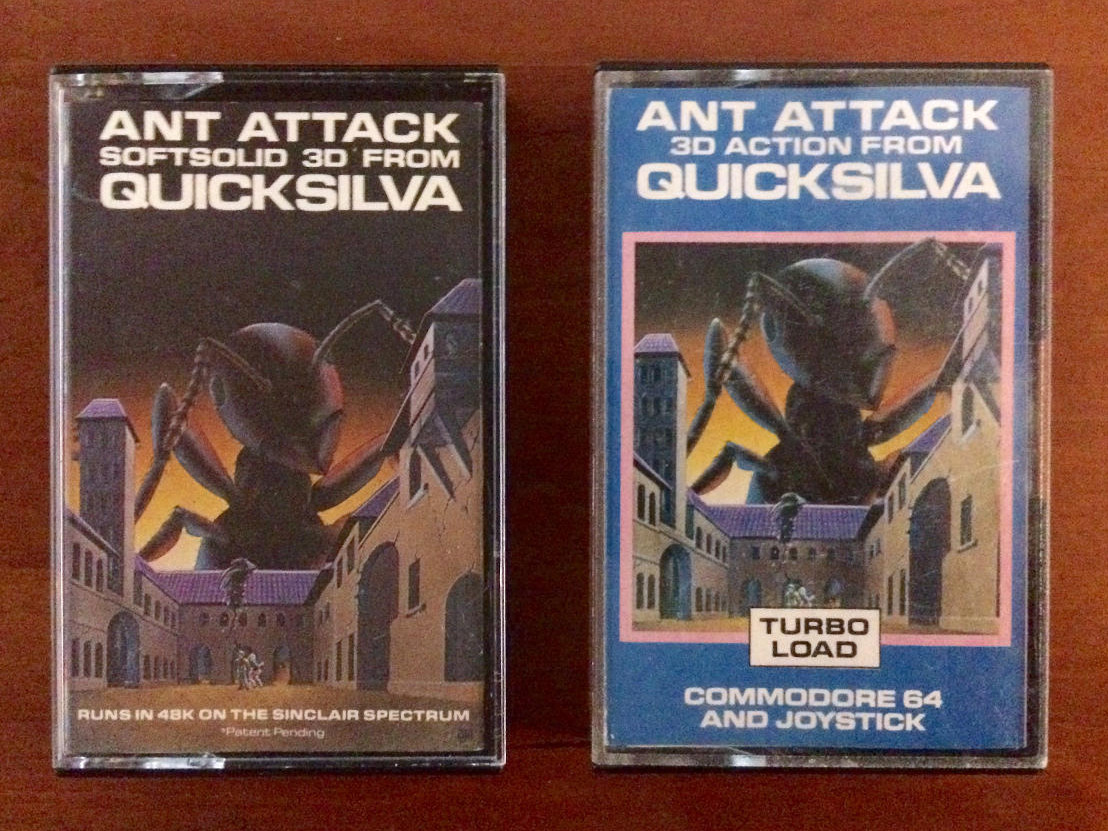 ANT ATTACK
SOFTSOLID 3D FROM
QUICKSILVA
RUNS IN 48K ON THE SINCLAIR SPECTRUM
*Patent Pending
ANT ATTACK
3D ACTION FROM
QUICKSILVA
TURBO
LOAD
COMMODORE 64
AND JOYSTICK